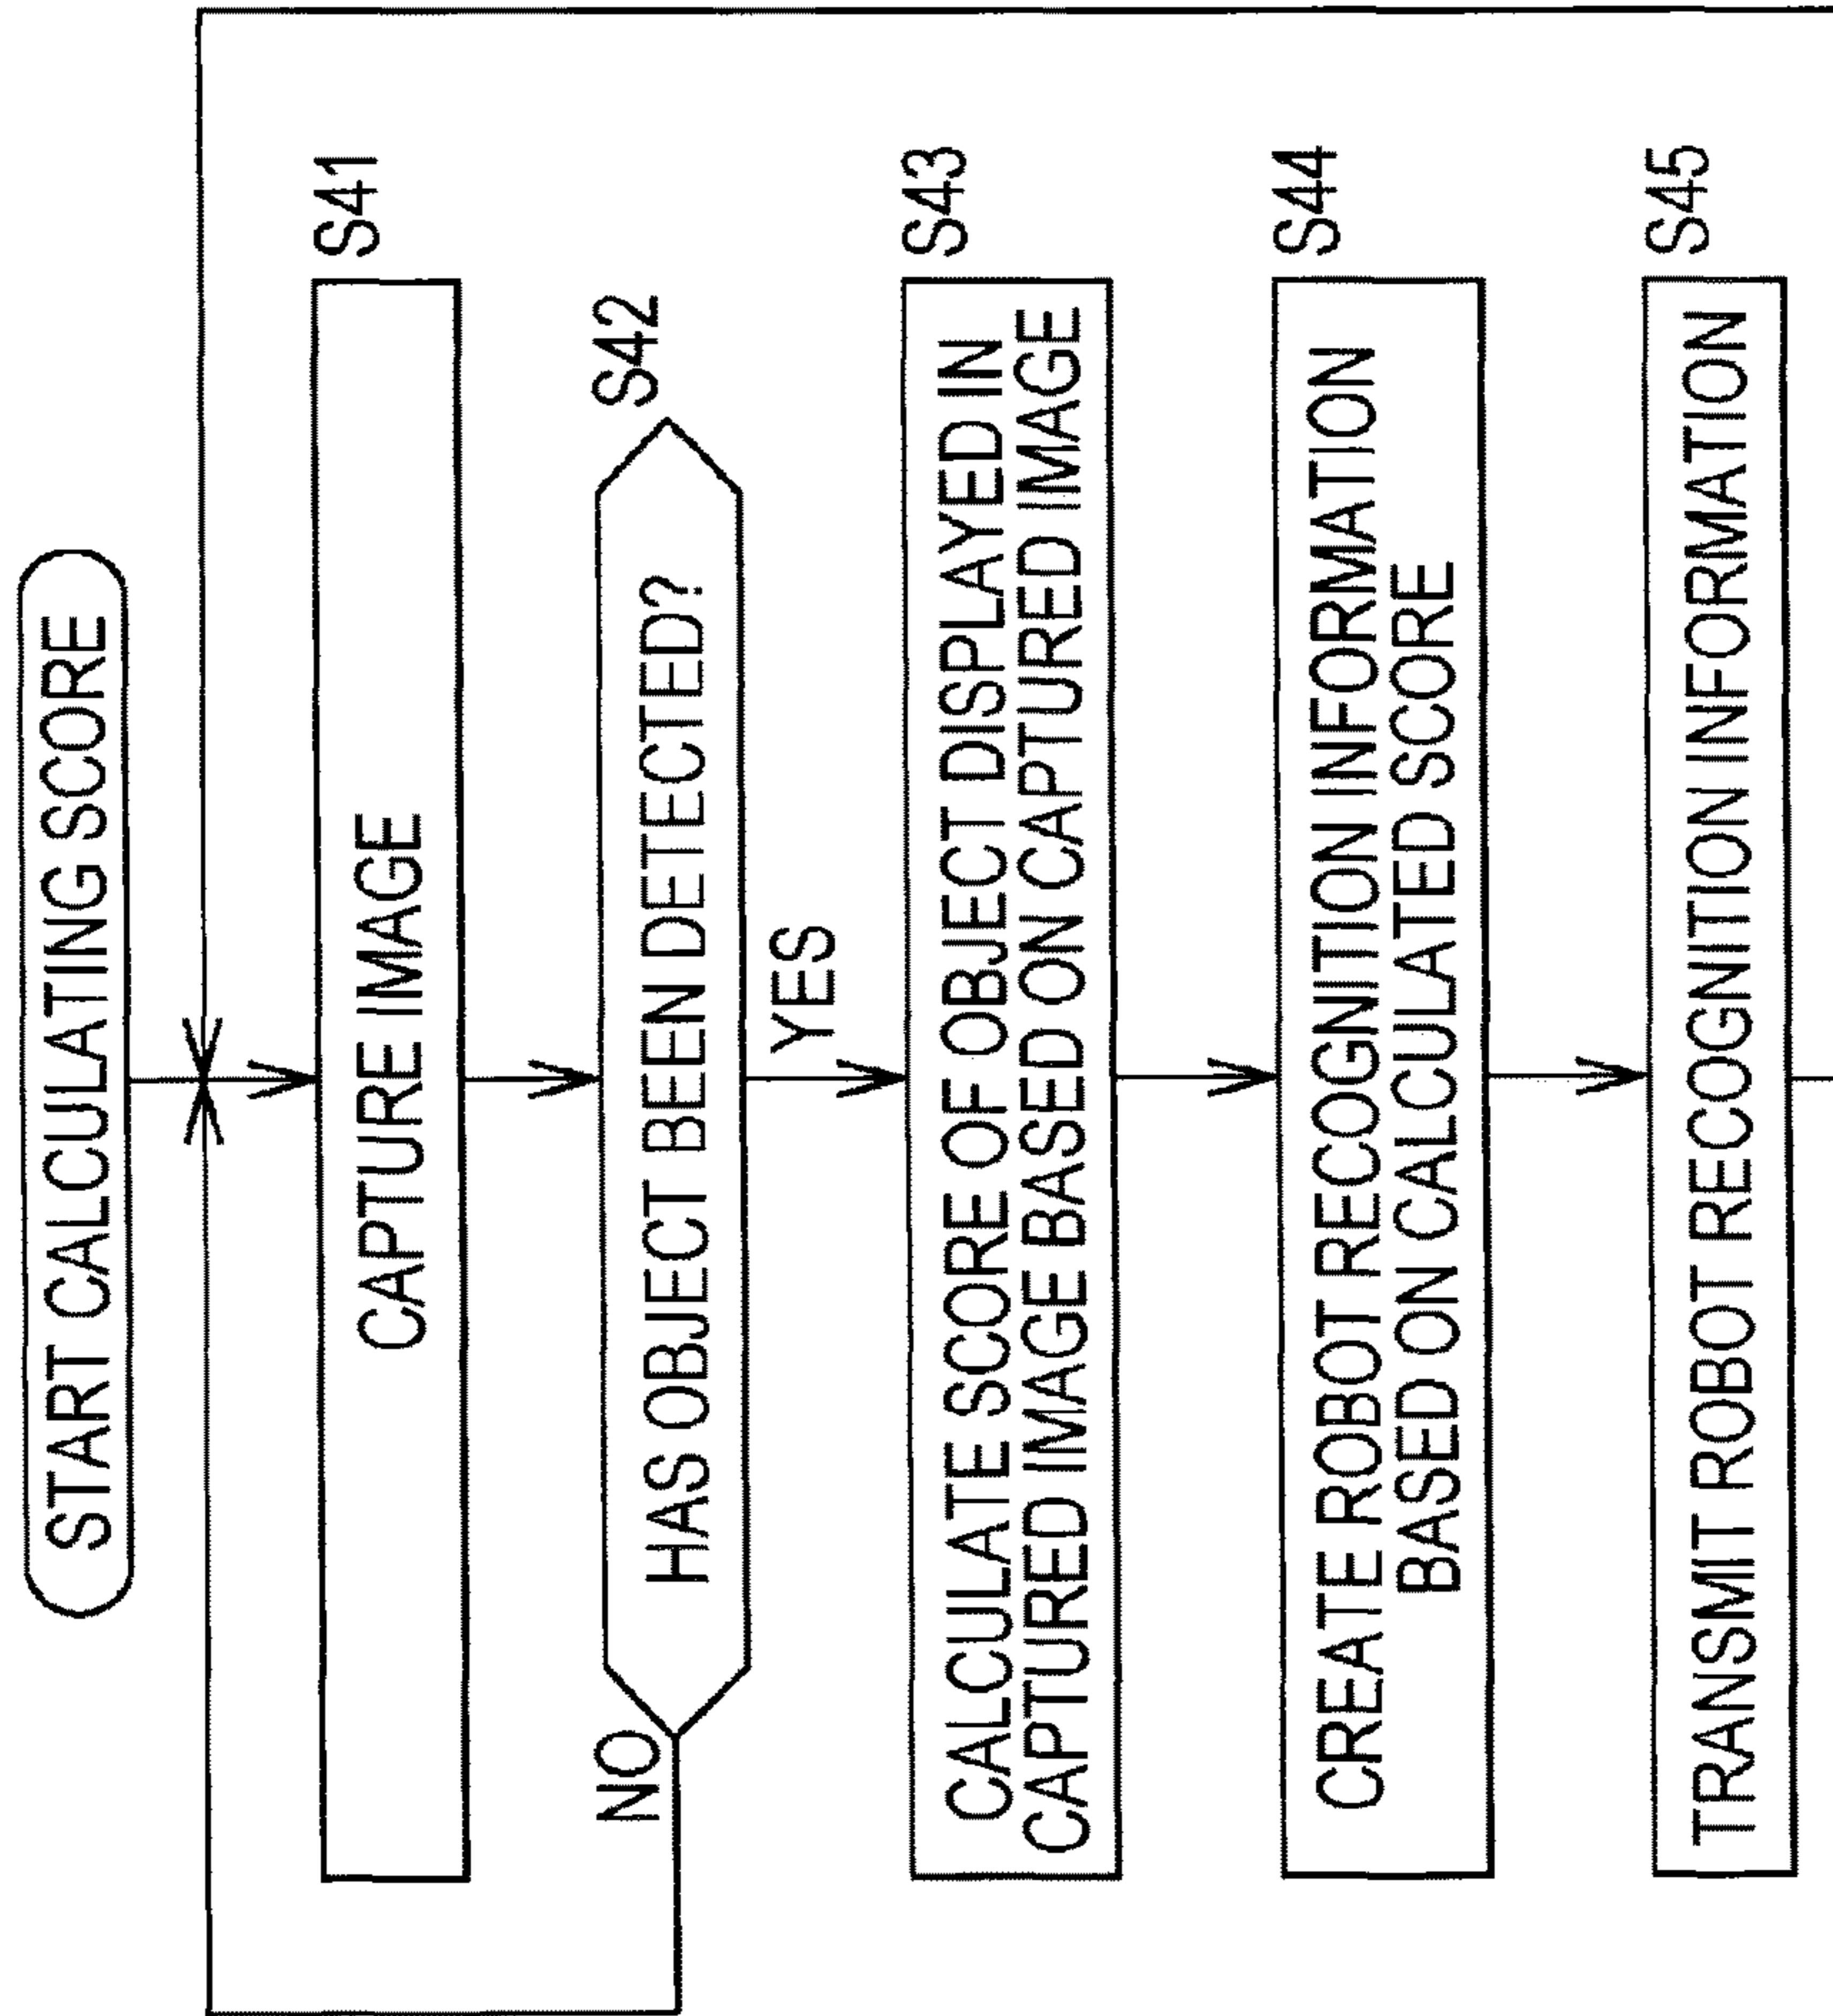 START CALCULATING SCORE
S41
CAPTURE IMAGE
S42
HAS OBJECT BEEN DETECTED?
NO
YES
S43
CALCULATE SCORE OF OBJECT DISPLAYED IN
CAPTURED IMAGE BASED ON CAPTURED IMAGE
S44
CREATE ROBOT RECOGNITION INFORMATION
BASED ON CALCULATED SCORE
S45
TRANSMIT ROBOT RECOGNITION INFORMATION